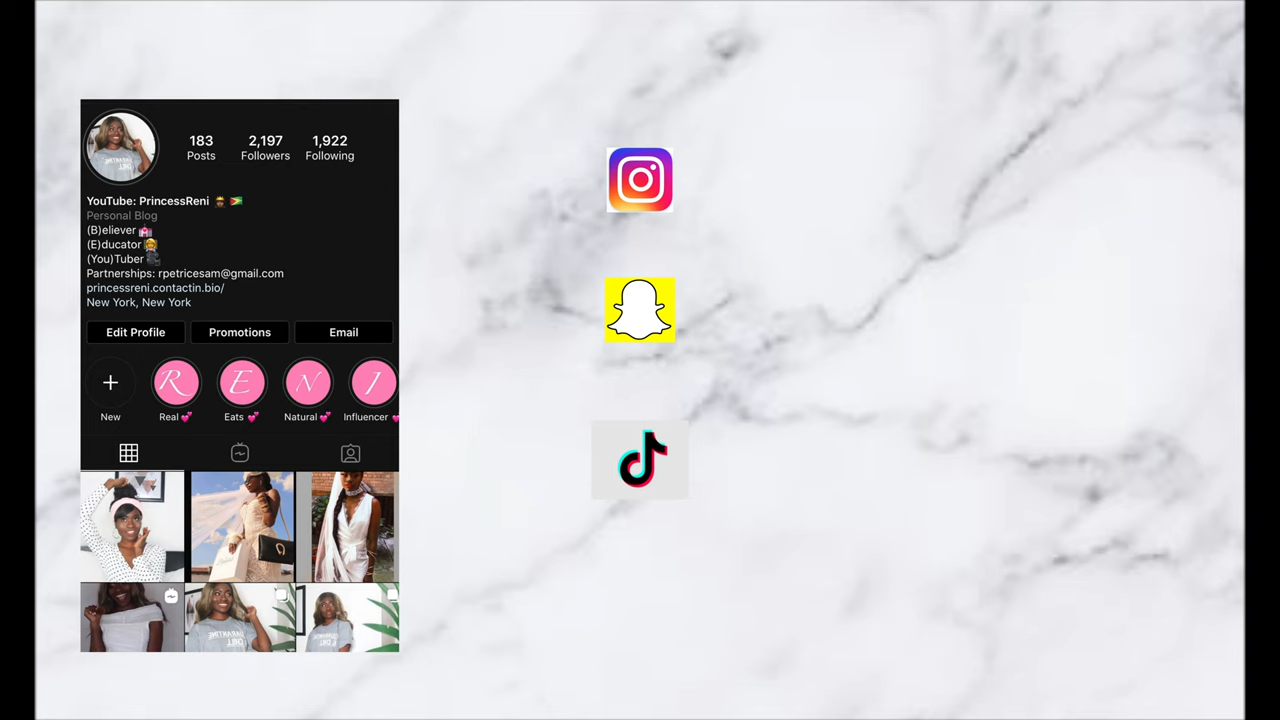 183 2,197 1,922
Posts Followers Following
YouTube: PrincessReni
Personal Blog
(B)eliever
(E)ducator
(You)Tuber
Partnerships: rpetricesam@gmail.com
princessreni.contactin.bio/
New York, New York
Edit Profile Promotions Email
R E N I
New Real Eats Natural Influencer